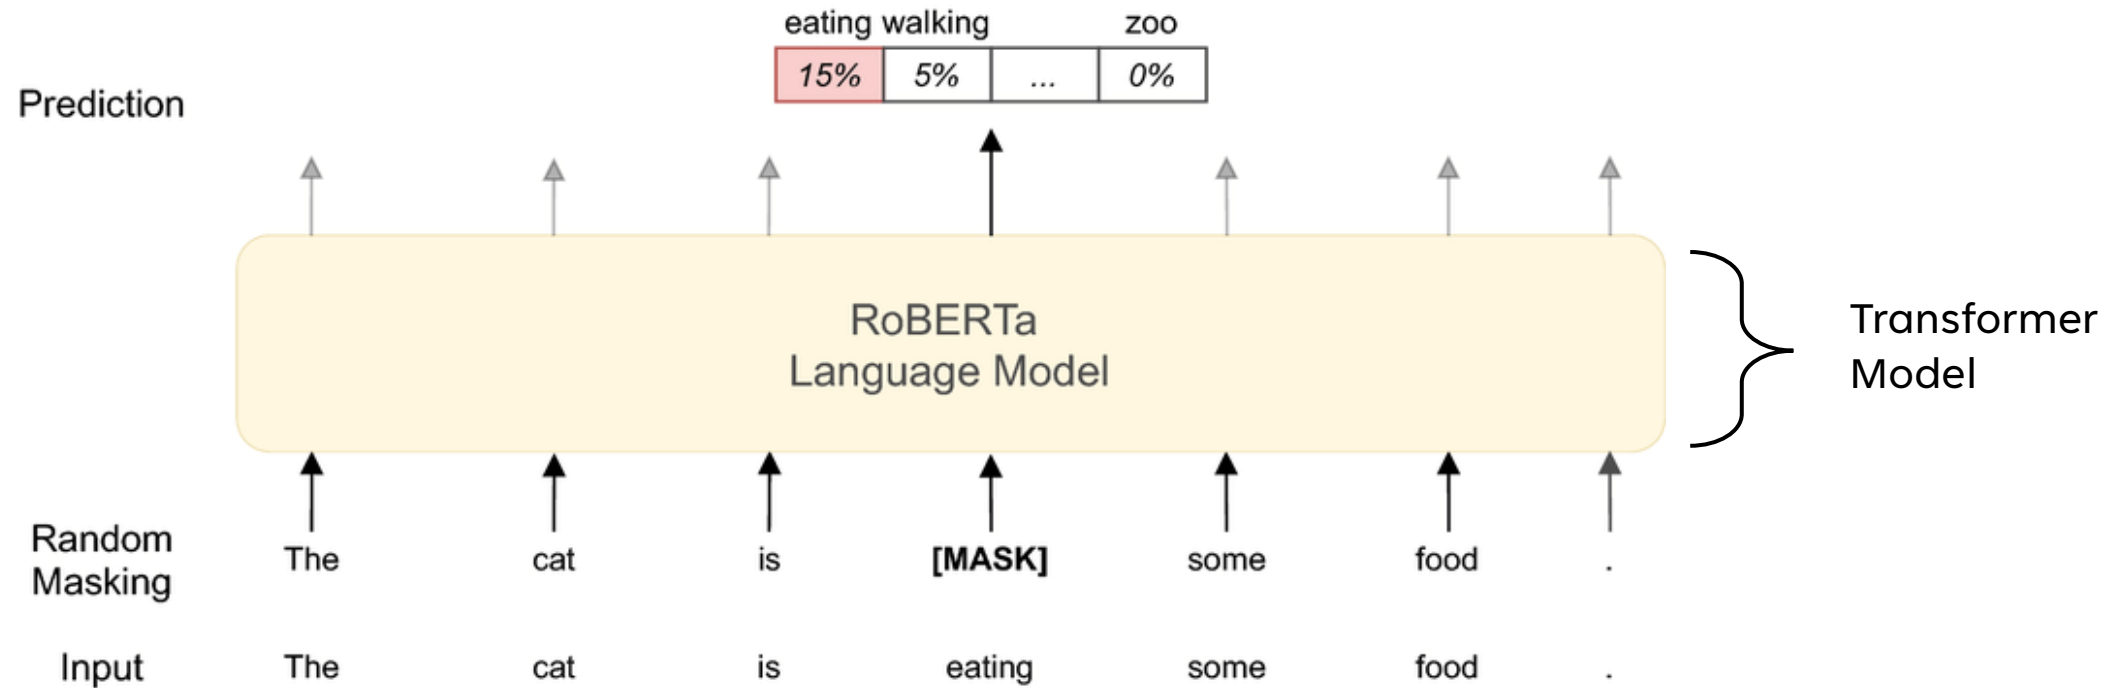 eating walking zoo
15% 5% ... 0%
Prediction
RoBERTa
Language Model
Transformer
Model
Random
Masking
The cat is [MASK] some food .
Input The cat is eating some food .